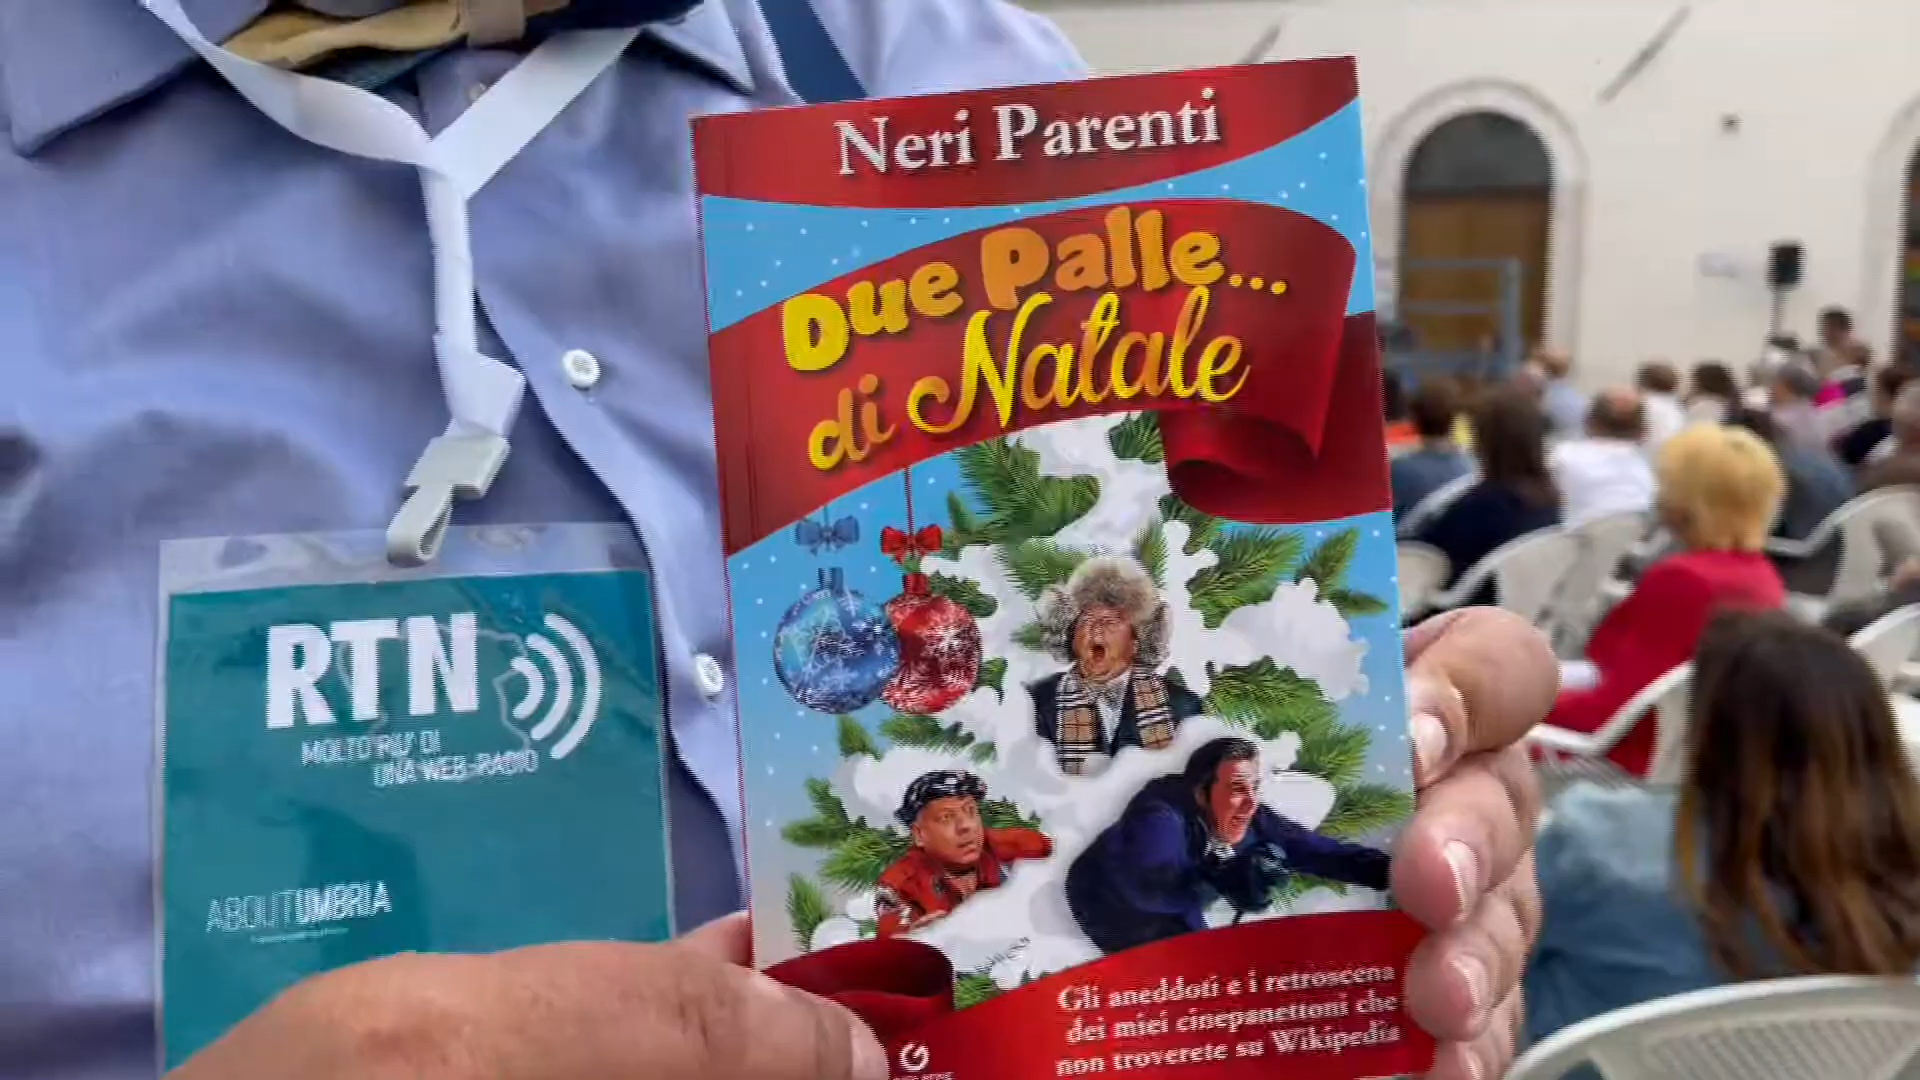 Neri Parenti
Due Palle...
di Natale
RTN
MOLTO PIU' DI
UNA WEB-RADIO
ABOUTUMBRIA
Gli aneddoti e i retroscena
dei miei cinepanettoni che
non troverete su Wikipedia
G